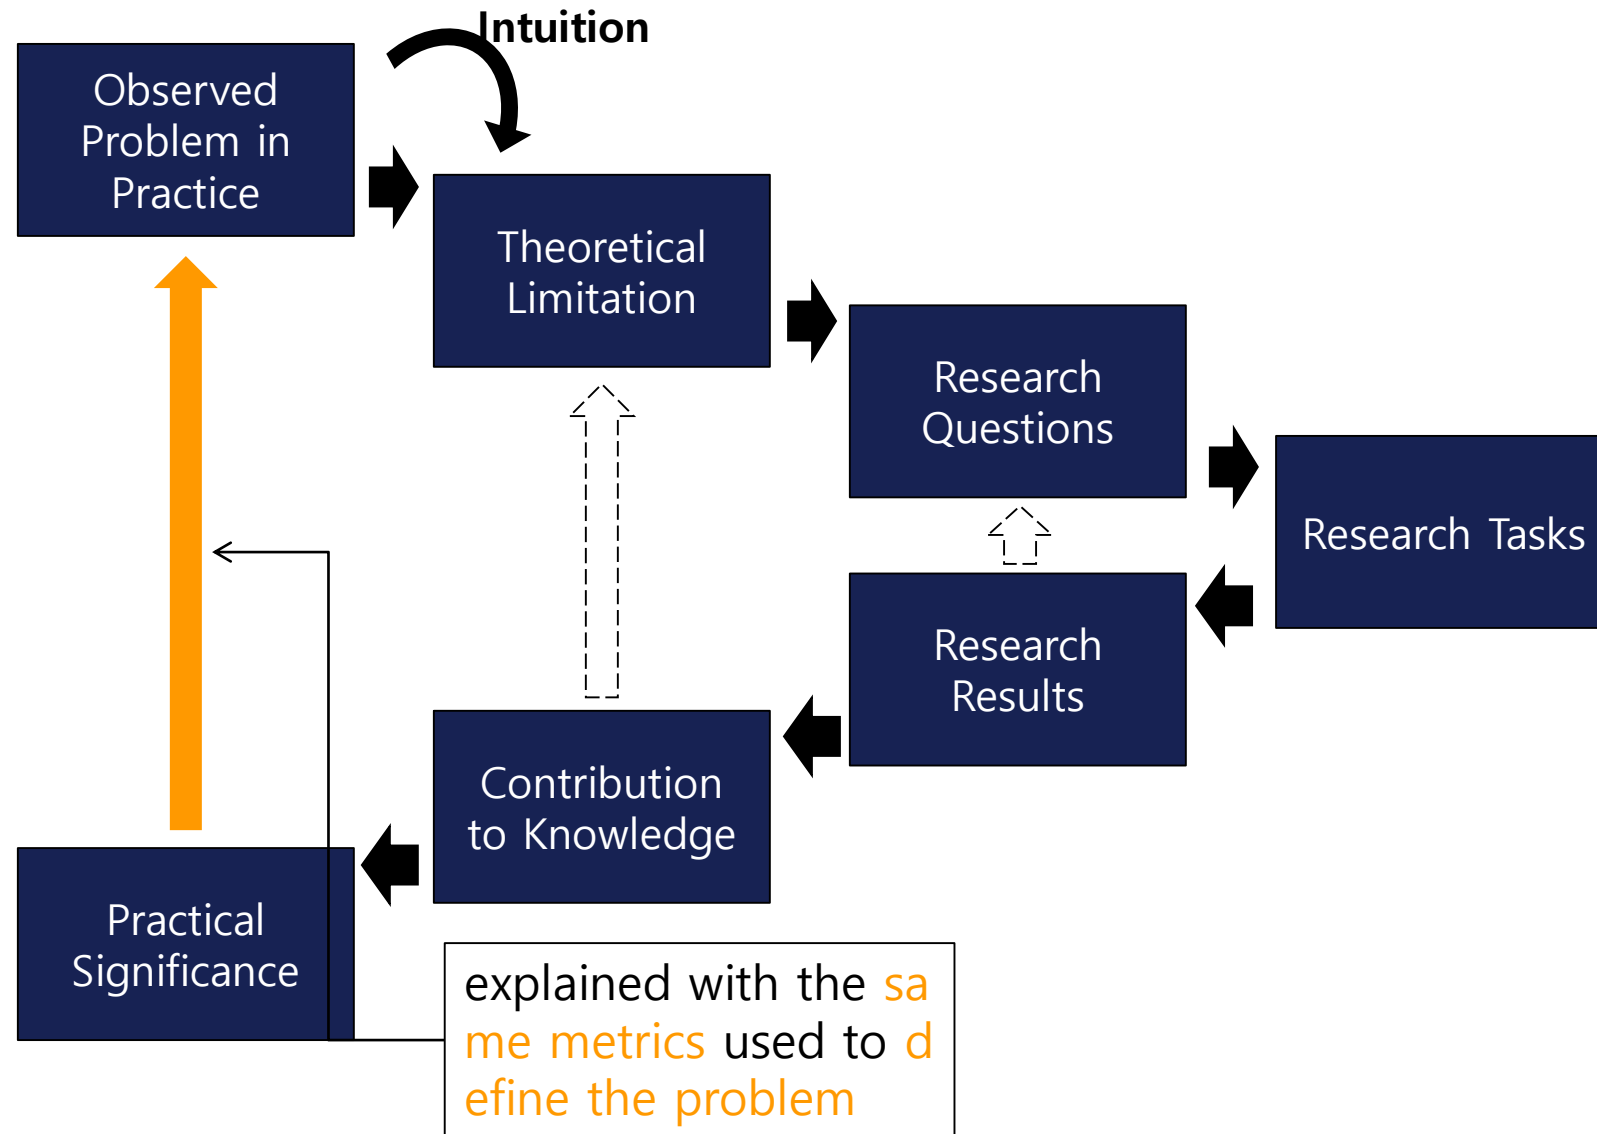 Intuition
Observed
Problem in
Practice
Theoretical
Limitation
Research
Questions
Research Tasks
Research
Results
Contribution
to Knowledge
Practical
Significance
explained with the sa
me metrics used to d
efine the problem